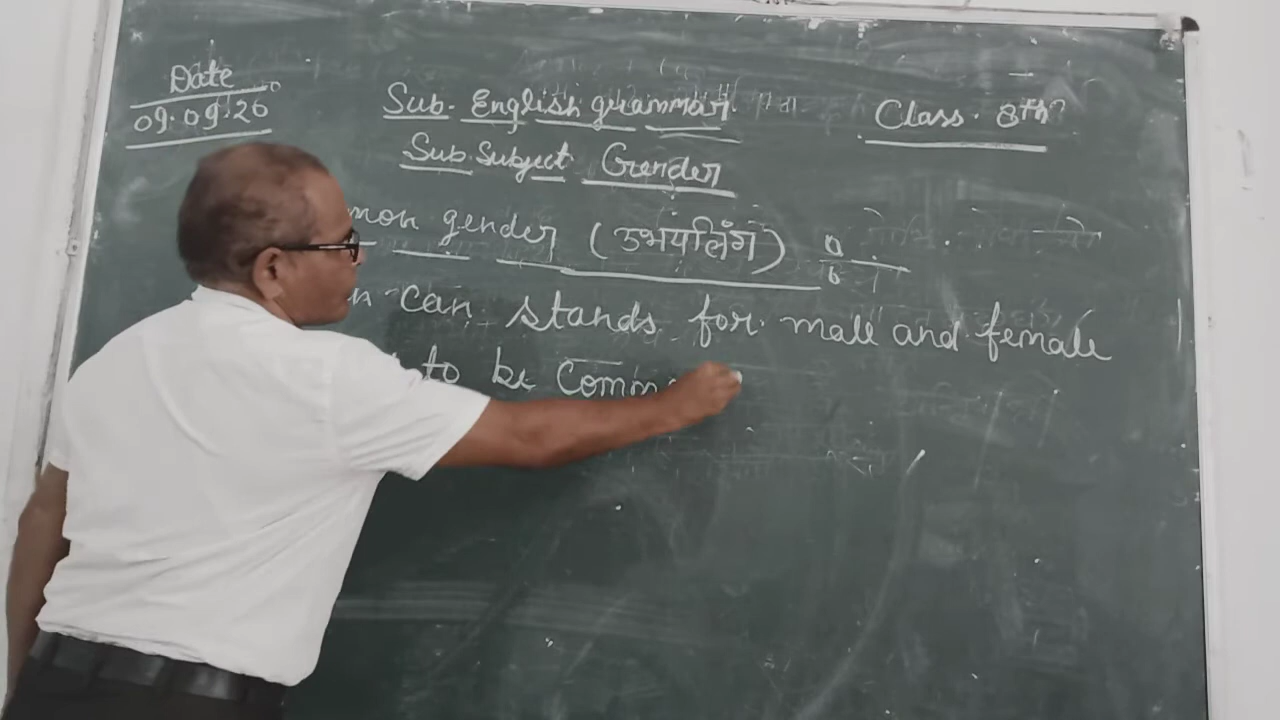 Date
09.09.20
Sub. English grammar.
Class. 8th
Sub. Subject Gender
mon gender (उभयलिंग)
n can stands for male and female
to be Comm